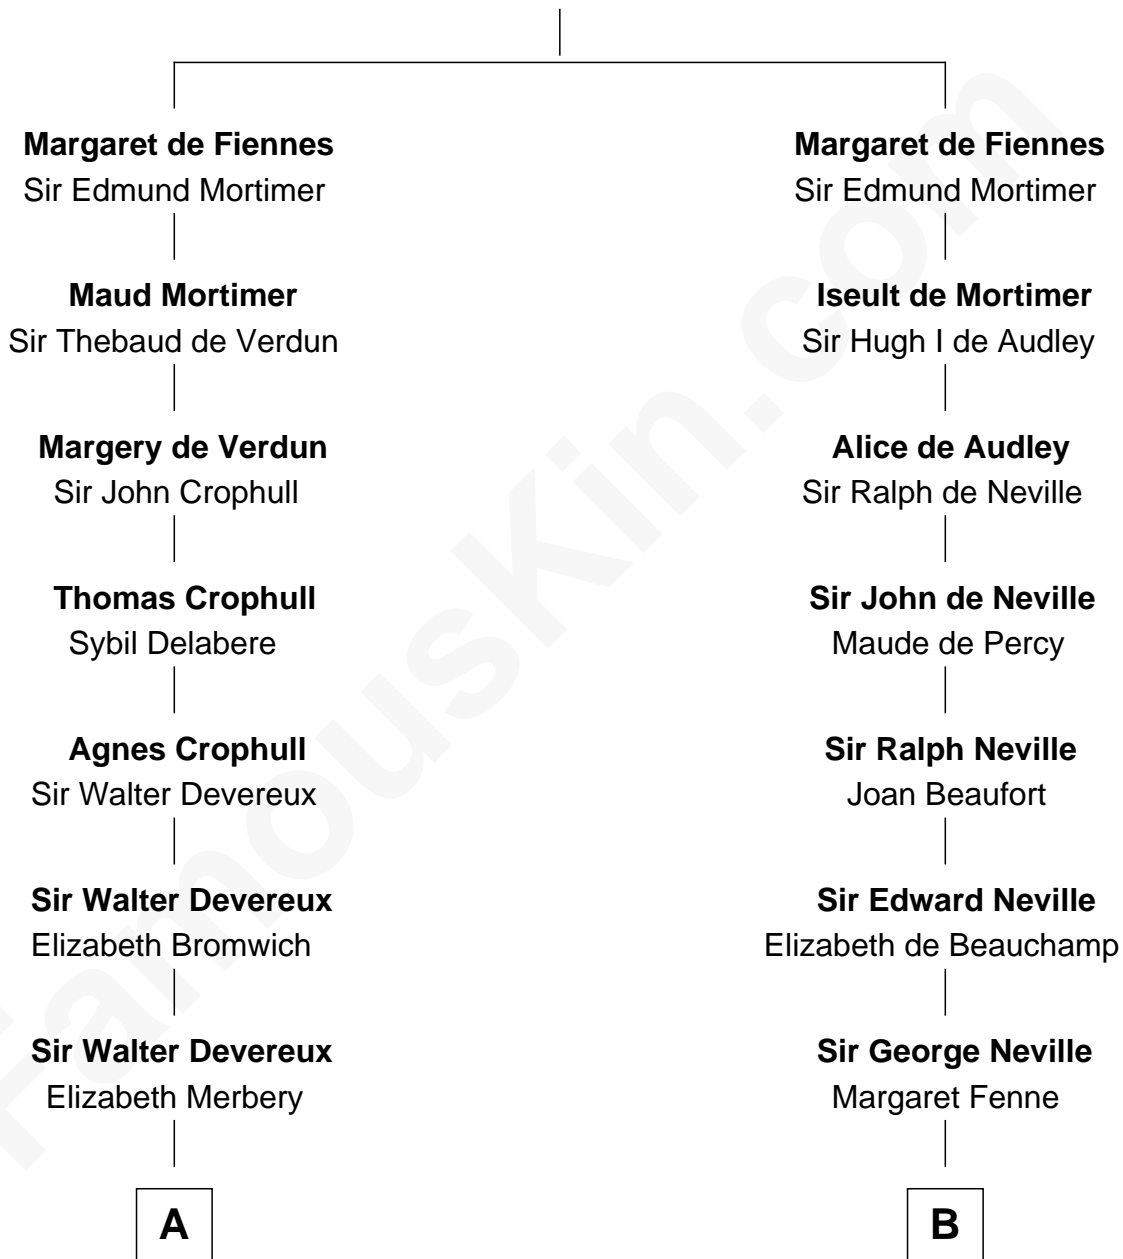 Margaret de Fiennes
Sir Edmund Mortimer
Maud Mortimer
Sir Thebaud de Verdun
Margery de Verdun
Sir John Crophull
Thomas Crophull
Sybil Delabere
Agnes Crophull
Sir Walter Devereux
Sir Walter Devereux
Elizabeth Bromwich
Sir Walter Devereux
Elizabeth Merbery
A
Margaret de Fiennes
Sir Edmund Mortimer
Iseult de Mortimer
Sir Hugh I de Audley
Alice de Audley
Sir Ralph de Neville
Sir John de Neville
Maude de Percy
Sir Ralph Neville
Joan Beaufort
Sir Edward Neville
Elizabeth de Beauchamp
Sir George Neville
Margaret Fenne
B
FamousKin.com